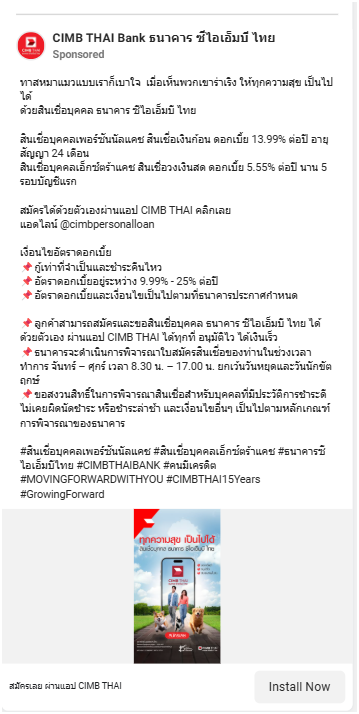 CIMB THAI Bank ธนาคาร ซีไอเอ็มบี ไทย
Sponsored
ทาสหมาแมวแบบเราก็เบาใจ เมื่อเห็นพวกเขาร่าเริง ให้ทุกความสุข เป็นไป
ได้
ด้วยสินเชื่อบุคคล ธนาคาร ซีไอเอ็มบี ไทย
สินเชื่อบุคคลเพอร์ซันนัลแคช สินเชื่อเงินก้อน ดอกเบี้ย 13.99% ต่อปี อายุ
สัญญา 24 เดือน
สินเชื่อบุคคลเอ็กซ์ตร้าแคช สินเชื่อวงเงินสด ดอกเบี้ย 5.55% ต่อปี นาน 5
รอบบัญชีแรก
สมัครได้ด้วยตัวเองผ่านแอป CIMB THAI คลิกเลย
แอดไลน์ @cimbpersonalloan
เงื่อนไขอัตราดอกเบี้ย
📌กู้เท่าที่จำเป็นและชำระคืนไหว
📌อัตราดอกเบี้ยอยู่ระหว่าง 9.99% - 25% ต่อปี
📌อัตราดอกเบี้ยและเงื่อนไขเป็นไปตามที่ธนาคารประกาศกำหนด
📌ลูกค้าสามารถสมัครและขอสินเชื่อบุคคล ธนาคาร ซีไอเอ็มบี ไทย ได้
ด้วยตัวเอง ผ่านแอป CIMB THAI ได้ทุกที่ อนุมัติไว ได้เงินเร็ว
📌ธนาคารจะดำเนินการพิจารณาใบสมัครสินเชื่อของท่านในช่วงเวลา
ทำการ จันทร์ – ศุกร์ เวลา 8.30 น. – 17.00 น. ยกเว้นวันหยุดและวันนักขัต
ฤกษ์
📌ขอสงวนสิทธิ์ในการพิจารณาสินเชื่อสำหรับบุคคลที่มีประวัติการชำระดี
ไม่เคยผิดนัดชำระ หรือชำระล่าช้า และเงื่อนไขอื่นๆ เป็นไปตามหลักเกณฑ์
การพิจารณาของธนาคาร
#สินเชื่อบุคคลเพอร์ซันนัลแคช #สินเชื่อบุคคลเอ็กซ์ตร้าแคช #ธนาคารซี
ไอเอ็มบีไทย #CIMBTHAIBANK #คนมีเครดิต
#MOVINGFORWARDWITHYOU #CIMBTHAI15Years
#GrowingForward
ทุกความสุข เป็นไปได้
สินเชื่อบุคคล ธนาคาร ซีไอเอ็มบี ไทย
CIMB THAI
สมัครเลย
สมัครเลย ผ่านแอป CIMB THAI
Install Now